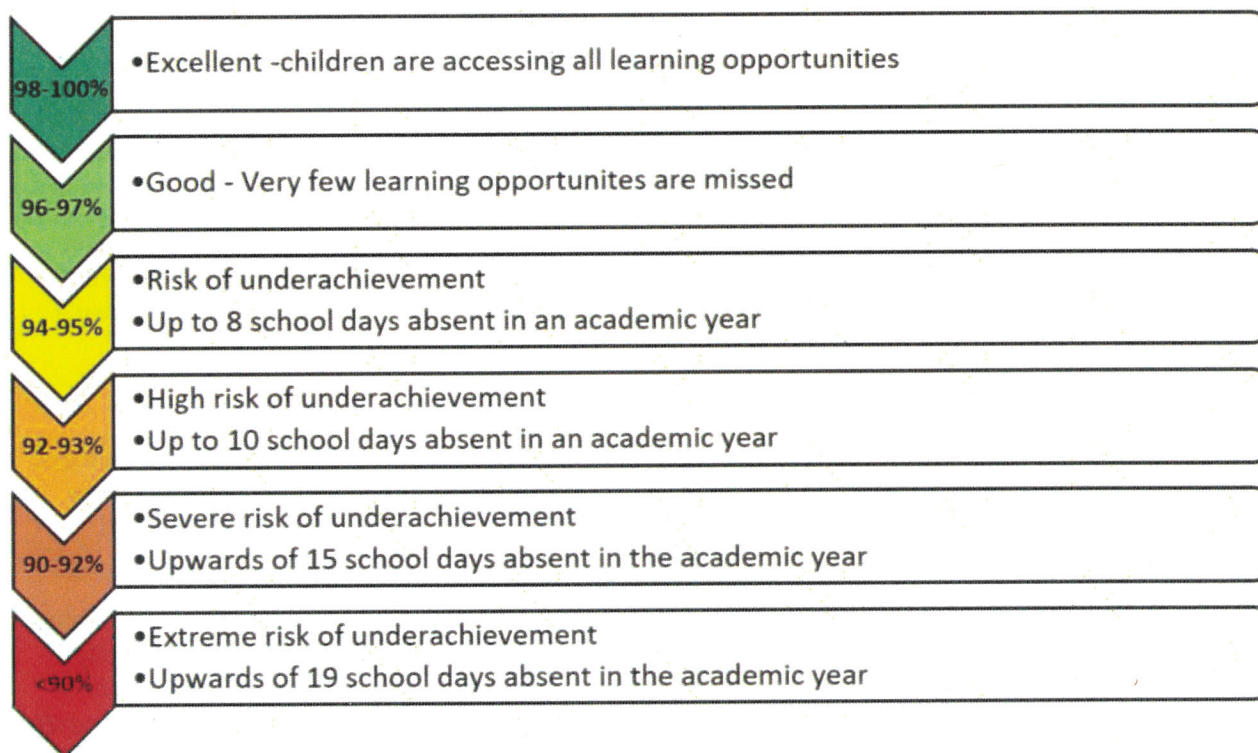 98-100%
•Excellent -children are accessing all learning opportunities
96-97%
•Good - Very few learning opportunites are missed
94-95%
•Risk of underachievement
•Up to 8 school days absent in an academic year
92-93%
•High risk of underachievement
•Up to 10 school days absent in an academic year
90-92%
•Severe risk of underachievement
•Upwards of 15 school days absent in the academic year
<90%
•Extreme risk of underachievement
•Upwards of 19 school days absent in the academic year